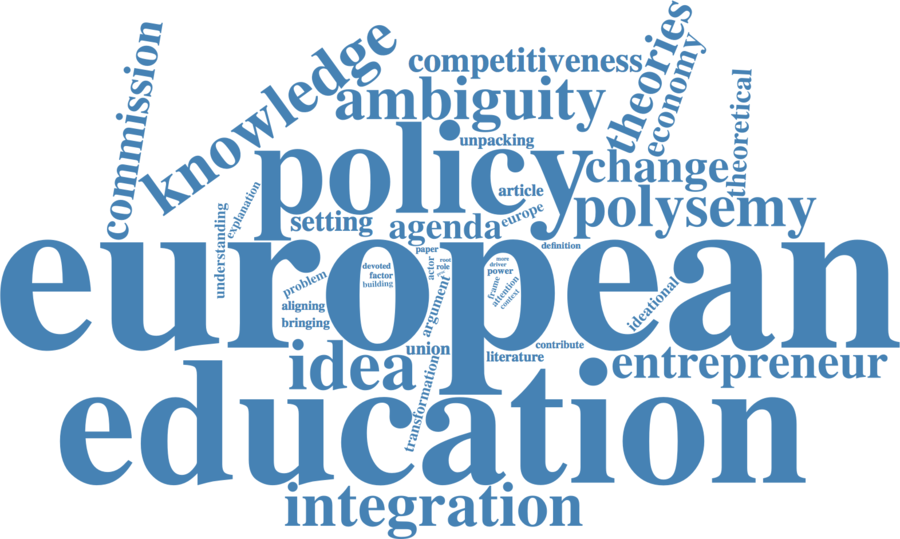 commission
knowledge
competitiveness
theories
economy
theoretical
ambiguity
unpacking
policy
change
article
polysemy
explanation
understanding
setting
agenda
europe
european
paper
definition
actor
root
role
more
driver
power
devoted
factor
building
problem
frame
attention
context
aligning
argument
ideational
bringing
union
contribute
idea
literature
entrepreneur
transformation
education
integration